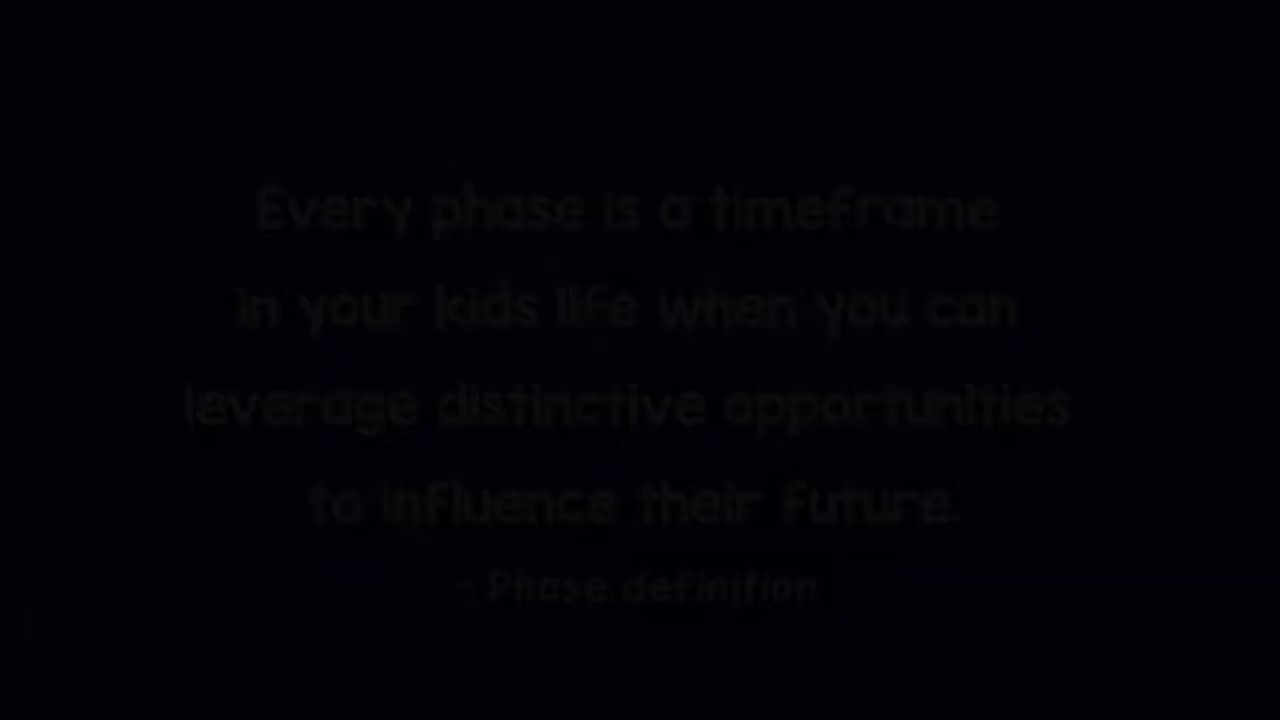 Every phase is a timeframe
in your kids life when you can
leverage distinctive opportunities
to influence their future.
- Phase definition